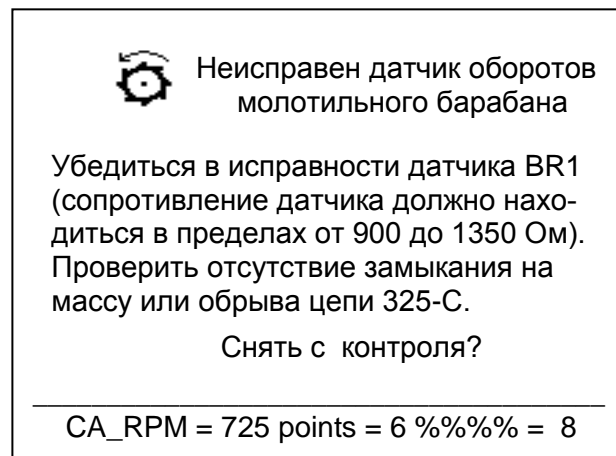 Неисправен датчик оборотов
молотильного барабана
Убедиться в исправности датчика BR1
(сопротивление датчика должно нахо-
диться в пределах от 900 до 1350 Ом).
Проверить отсутствие замыкания на
массу или обрыва цепи 325-С.
Снять с контроля?
CA_RPM = 725 points = 6 %%%% = 8